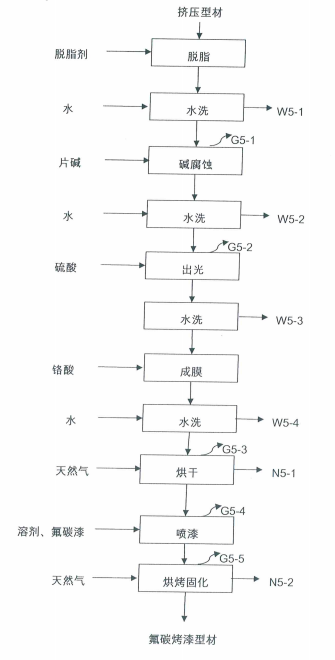 挤压型材
脱脂剂 脱脂
水 水洗 W5-1
G5-1
片碱 碱腐蚀
水 水洗 W5-2
G5-2
硫酸 出光
水洗 W5-3
铬酸 成膜
水 水洗 W5-4
G5-3
天然气 烘干 N5-1
G5-4
溶剂、氟碳漆 喷漆
G5-5
天然气 烘烤固化 N5-2
氟碳烤漆型材